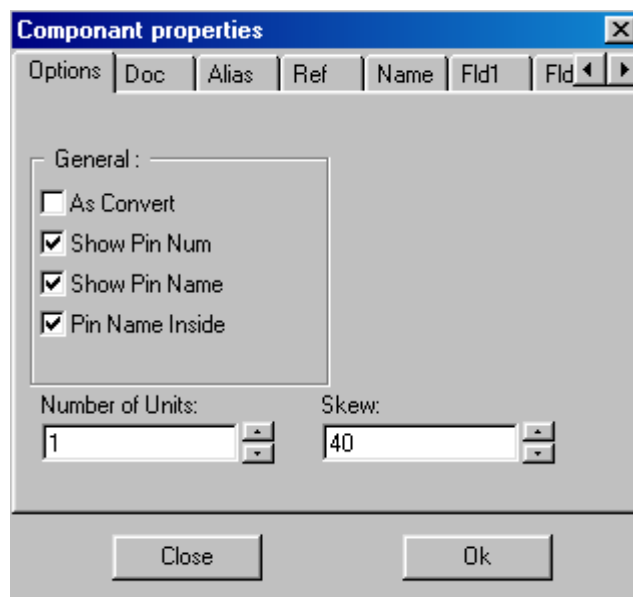 Componant properties
Options Doc Alias Ref Name Fld1 Fld
General :
As Convert
Show Pin Num
Show Pin Name
Pin Name Inside
Number of Units: Skew:
1 40
Close Ok